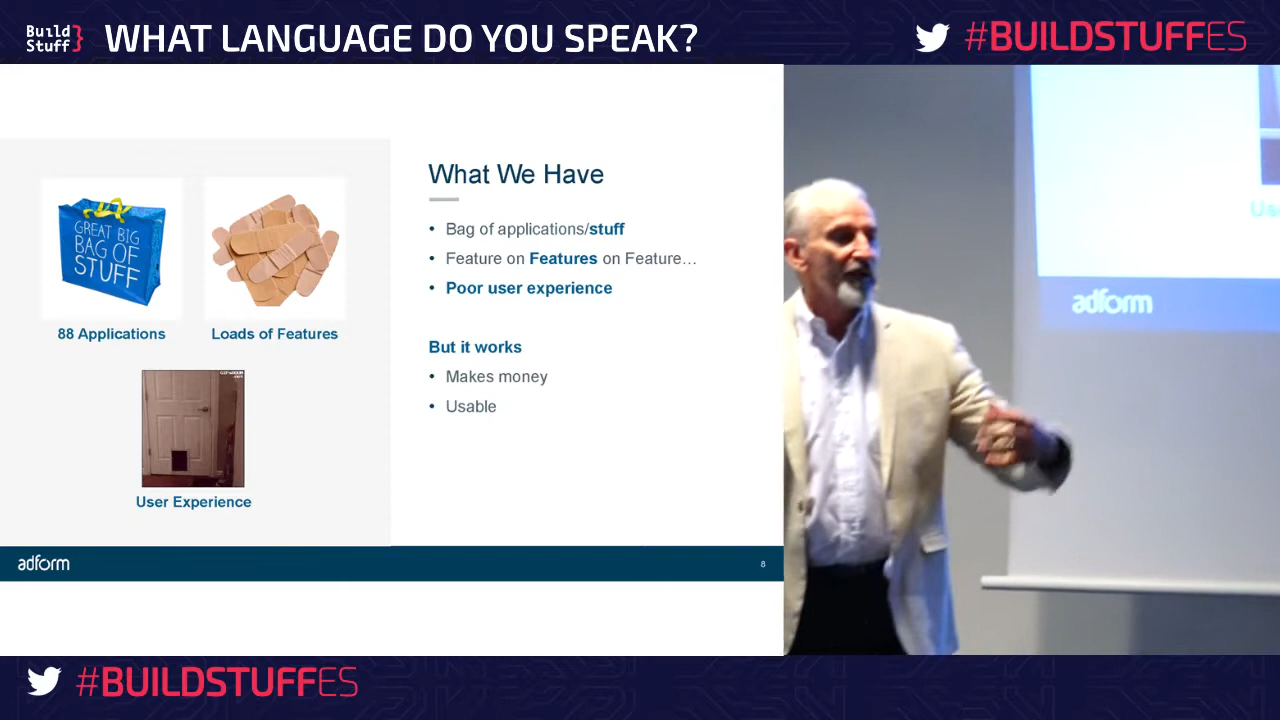 Build
Stuff}
WHAT LANGUAGE DO YOU SPEAK?
#BUILDSTUFFES
GREAT BIG
BAG OF
STUFF
88 Applications
Loads of Features
User Experience
What We Have
• Bag of applications/stuff
• Feature on Features on Feature…
• Poor user experience
But it works
• Makes money
• Usable
adform
8
adform
#BUILDSTUFFES